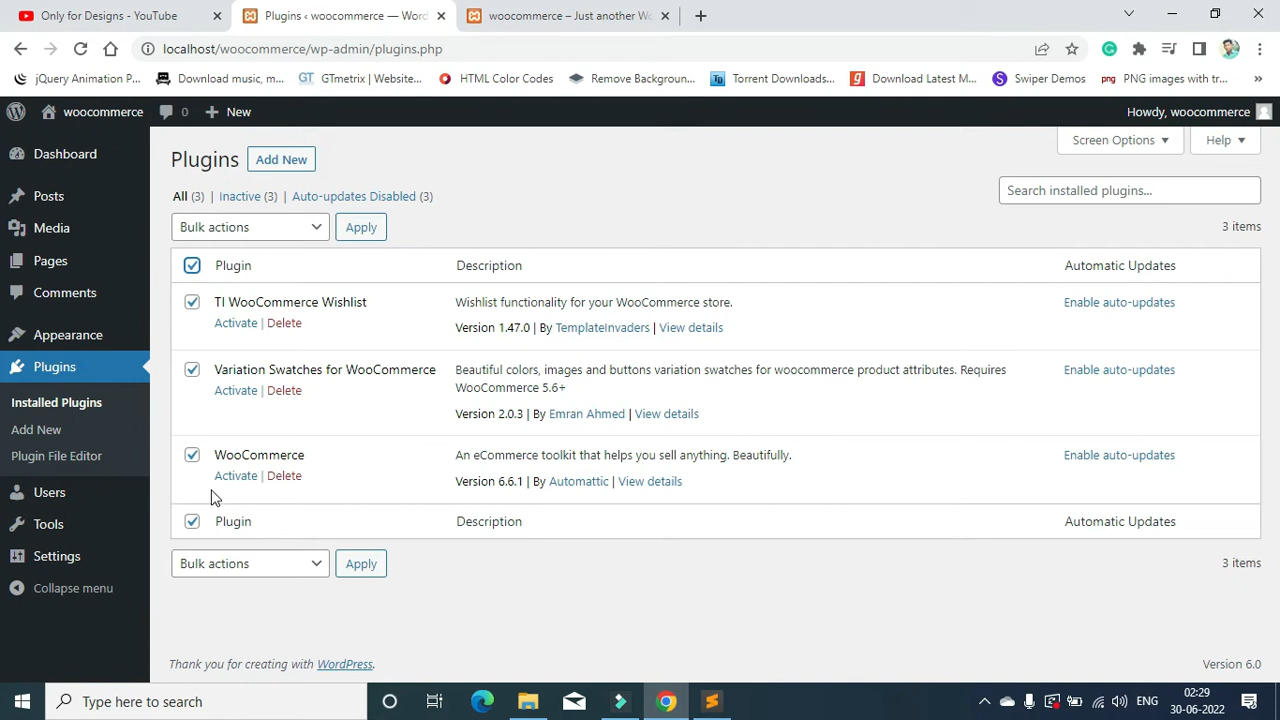 Only for Designs - YouTube
Plugins < woocommerce — Word
woocommerce – Just another Wo
localhost/woocommerce/wp-admin/plugins.php
jQuery Animation P...
Download music, m...
GT GTmetrix | Website...
HTML Color Codes
Remove Backgroun...
TD Torrent Downloads...
g Download Latest M...
S Swiper Demos
png PNG images with tr...
»
woocommerce
0
New
Howdy, woocommerce
Dashboard
Posts
Media
Pages
Comments
Appearance
Plugins
Installed Plugins
Add New
Plugin File Editor
Users
Tools
Settings
Collapse menu
Screen Options
Help
Plugins
Add New
All (3) | Inactive (3) | Auto-updates Disabled (3)
Search installed plugins...
Bulk actions
Apply
3 items
Plugin
Description
Automatic Updates
TI WooCommerce Wishlist
Activate | Delete
Wishlist functionality for your WooCommerce store.
Version 1.47.0 | By TemplateInvaders | View details
Enable auto-updates
Variation Swatches for WooCommerce
Activate | Delete
Beautiful colors, images and buttons variation swatches for woocommerce product attributes. Requires
WooCommerce 5.6+
Version 2.0.3 | By Emran Ahmed | View details
Enable auto-updates
WooCommerce
Activate | Delete
An eCommerce toolkit that helps you sell anything. Beautifully.
Version 6.6.1 | By Automattic | View details
Enable auto-updates
Plugin
Description
Automatic Updates
Bulk actions
Apply
3 items
Thank you for creating with WordPress.
Version 6.0
Type here to search
ENG
02:29
30-06-2022